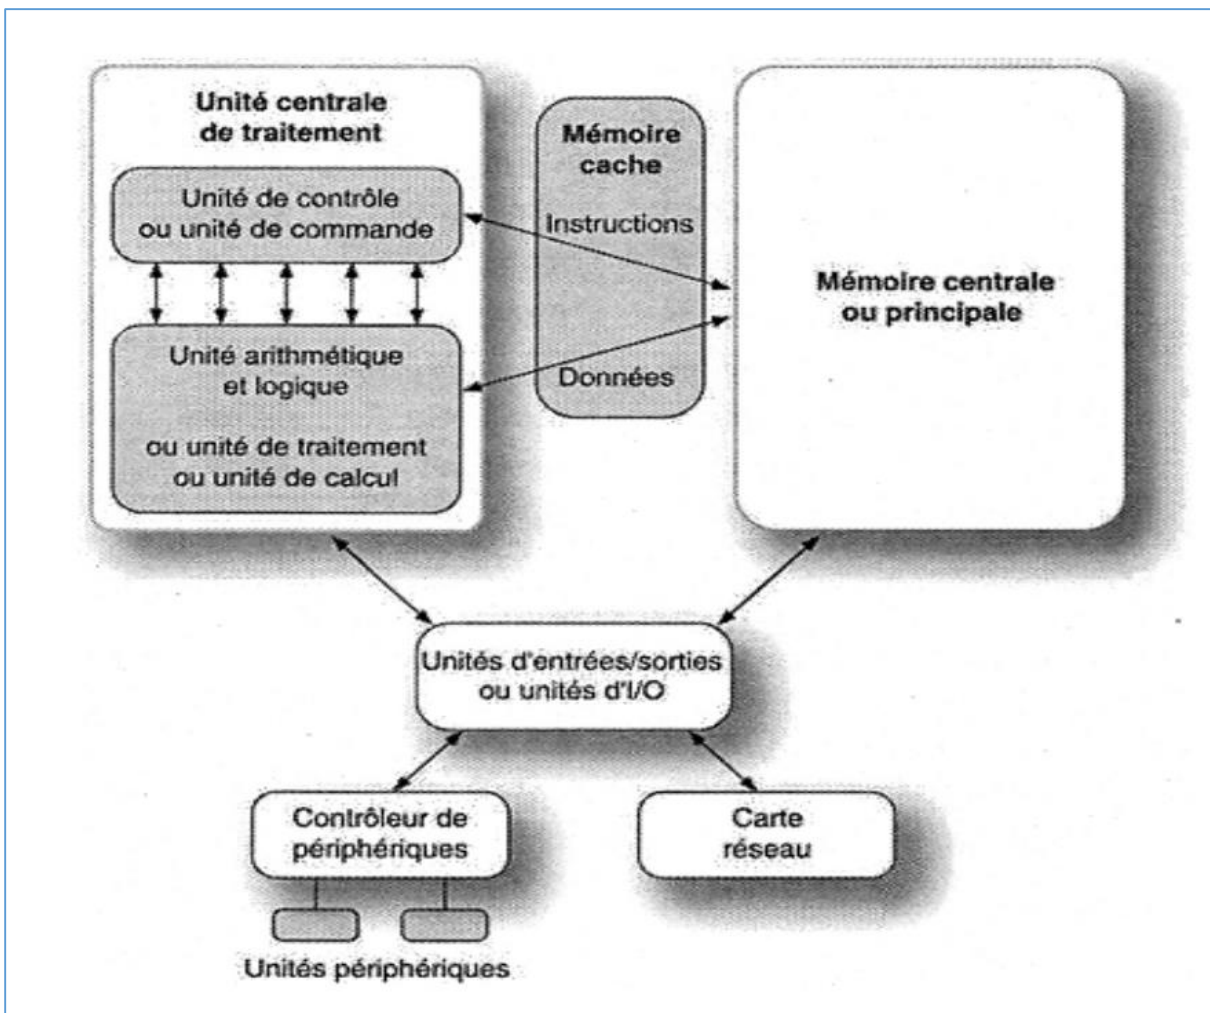 Unité centrale
de traitement
Unité de contrôle
ou unité de commande
Unité arithmétique
et logique
ou unité de traitement
ou unité de calcul
Mémoire
cache
Instructions
Données
Mémoire centrale
ou principale
Unités d'entrées/sorties
ou unités d'I/O
Contrôleur de
périphériques
Carte
réseau
Unités périphériques